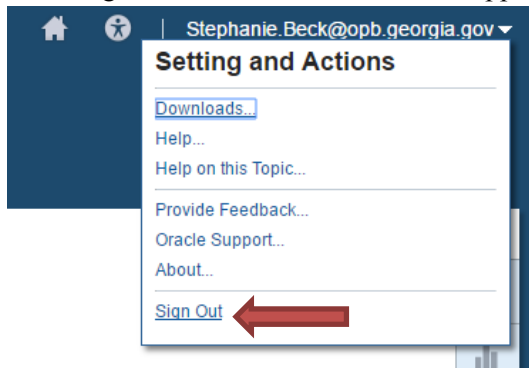 Stephanie.Beck@opb.georgia.gov
Setting and Actions
Downloads...
Help...
Help on this Topic...
Provide Feedback...
Oracle Support...
About...
Sign Out